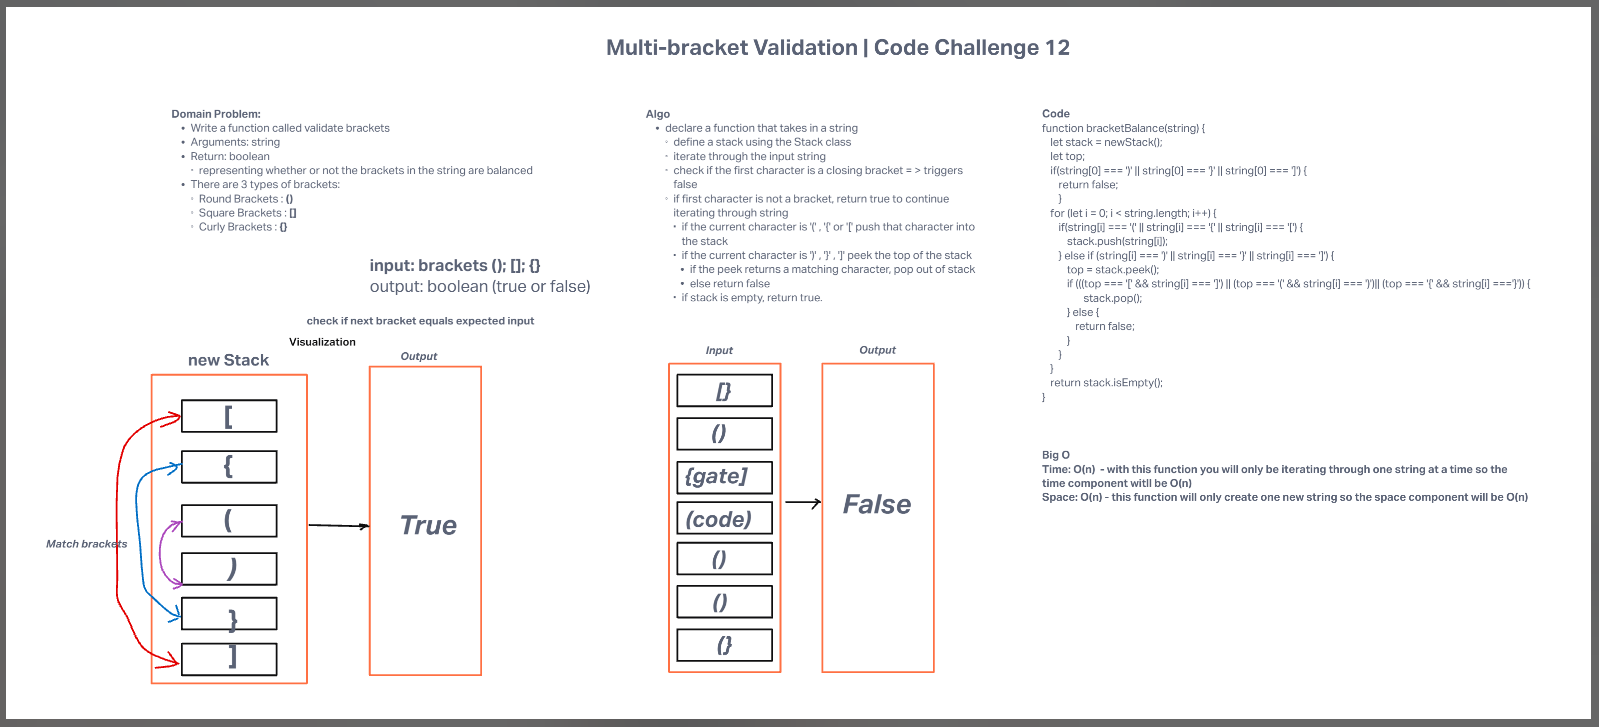 Multi-bracket Validation | Code Challenge 12
Domain Problem:
• Write a function called validate brackets
• Arguments: string
• Return: boolean
◦ representing whether or not the brackets in the string are balanced
• There are 3 types of brackets:
◦ Round Brackets : ()
◦ Square Brackets : []
◦ Curly Brackets : {}
input: brackets (); []; {}
output: boolean (true or false)
check if next bracket equals expected input
Visualization
new Stack
Output
[
{
(
)
}
]
Match brackets
True
Algo
• declare a function that takes in a string
◦ define a stack using the Stack class
◦ iterate through the input string
◦ check if the first character is a closing bracket = > triggers
false
◦ if first character is not a bracket, return true to continue
iterating through string
• if the current character is '(' , '{' or '[' push that character into
the stack
• if the current character is ')' , '}' , ']' peek the top of the stack
• if the peek returns a matching character, pop out of stack
• else return false
• if stack is empty, return true.
Input
Output
[}
()
{gate]
(code)
()
()
(}
False
Code
function bracketBalance(string) {
let stack = newStack();
let top;
if(string[0] === ')' || string[0] === '}' || string[0] === ']') {
return false;
}
for (let i = 0; i < string.length; i++) {
if(string[i] === '(' || string[i] === '{' || string[i] === '[') {
stack.push(string[i]);
} else if (string[i] === ')' || string[i] === '}' || string[i] === ']') {
top = stack.peek();
if (((top === '[' && string[i] === ']') || (top === '(' && string[i] === ')')|| (top === '{' && string[i] ==='}')) {
stack.pop();
} else {
return false;
}
}
}
return stack.isEmpty();
}
Big O
Time: O(n) - with this function you will only be iterating through one string at a time so the
time component witll be O(n)
Space: O(n) - this function will only create one new string so the space component will be O(n)